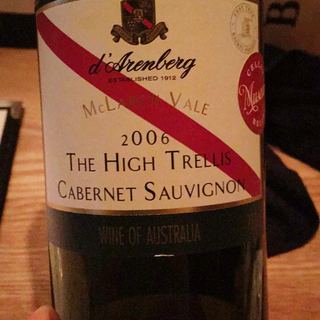 d'Arenberg
ESTABLISHED 1912
McLAREN VALE
2006
THE HIGH TRELLIS
CABERNET SAUVIGNON
WINE OF AUSTRALIA